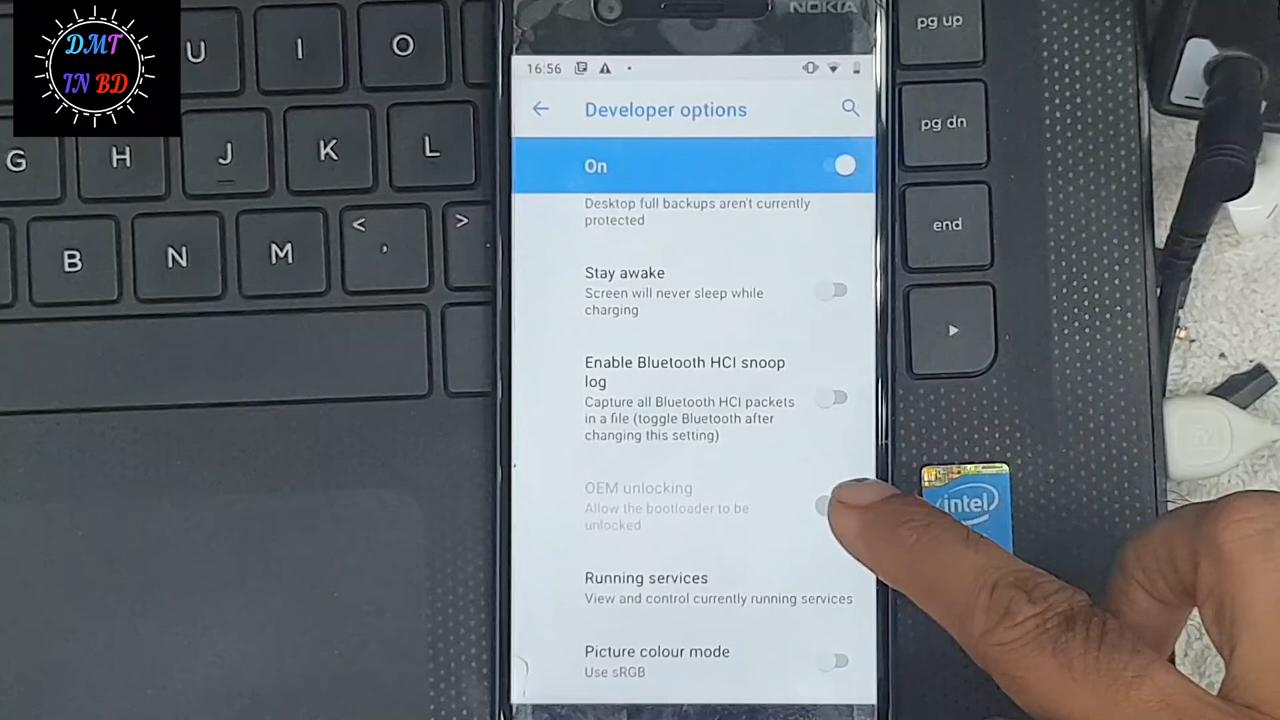 DMT
IN BD
U
I
O
G
H
J
K
L
B
N
M
<
,
>
pg up
pg dn
end
intel
NOKIA
16:56
Developer options
On
Desktop full backups aren't currently
protected
Stay awake
Screen will never sleep while
charging
Enable Bluetooth HCI snoop
log
Capture all Bluetooth HCI packets
in a file (toggle Bluetooth after
changing this setting)
OEM unlocking
Allow the bootloader to be
unlocked
Running services
View and control currently running services
Picture colour mode
Use sRGB